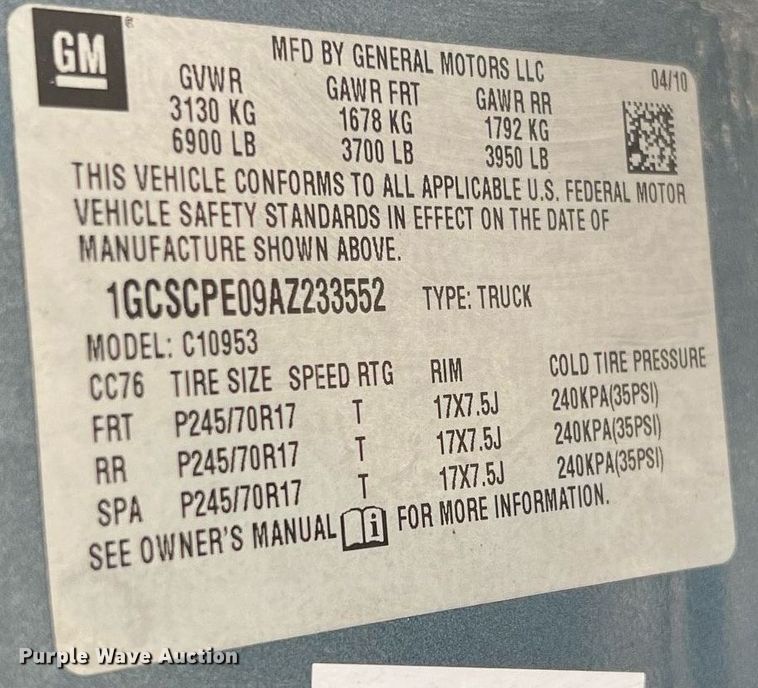 GM®
MFD BY GENERAL MOTORS LLC 04/10
GVWR GAWR FRT GAWR RR
3130 KG 1678 KG 1792 KG
6900 LB 3700 LB 3950 LB
THIS VEHICLE CONFORMS TO ALL APPLICABLE U.S. FEDERAL MOTOR
VEHICLE SAFETY STANDARDS IN EFFECT ON THE DATE OF
MANUFACTURE SHOWN ABOVE.
1GCSCPE09AZ233552 TYPE: TRUCK
MODEL: C10953
CC76 TIRE SIZE SPEED RTG RIM COLD TIRE PRESSURE
FRT P245/70R17 T 17X7.5J 240KPA(35PSI)
RR P245/70R17 T 17X7.5J 240KPA(35PSI)
SPA P245/70R17 T 17X7.5J 240KPA(35PSI)
SEE OWNER'S MANUAL i FOR MORE INFORMATION.
Purple Wave Auction